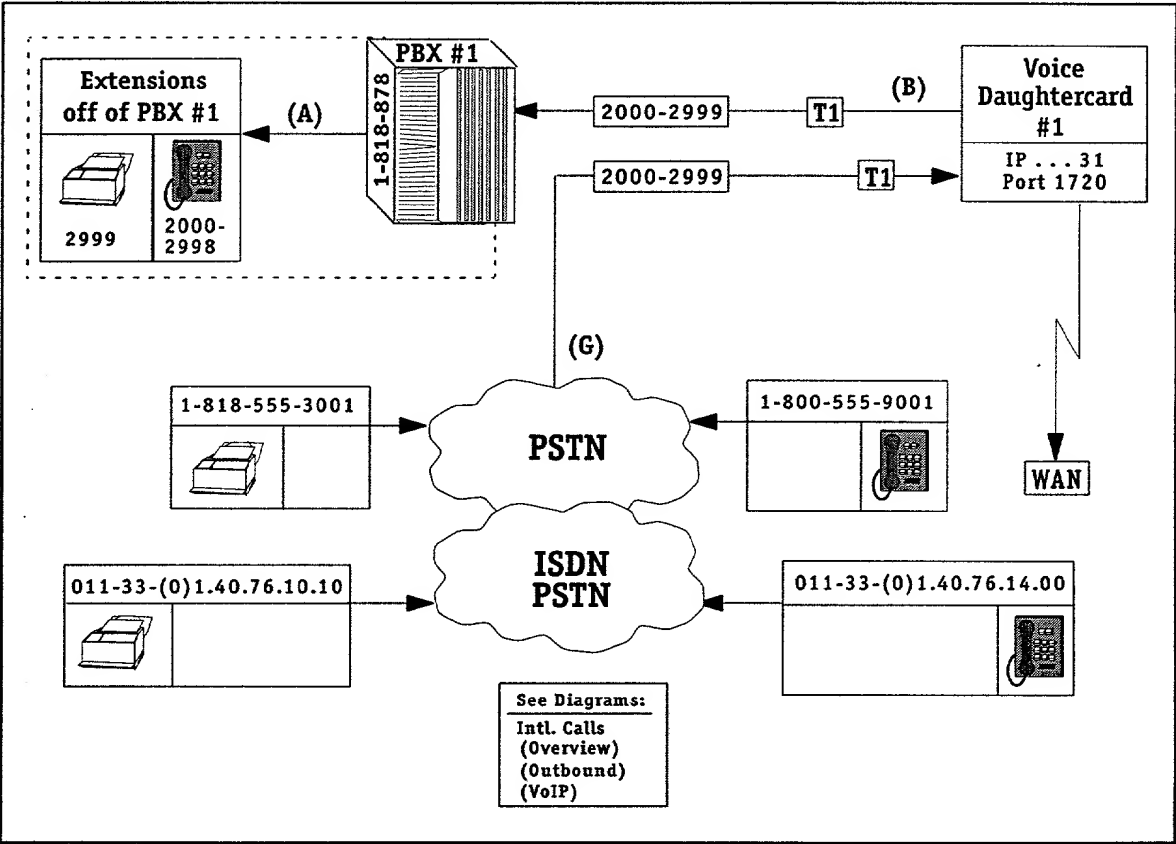 Extensions
off of PBX #1
2999
2000-
2998
(A)
PBX #1
1-818-878
2000-2999
T1
(B)
2000-2999
T1
Voice
Daughtercard
#1
IP . . . 31
Port 1720
(G)
1-818-555-3001
PSTN
1-800-555-9001
WAN
011-33-(0)1.40.76.10.10
ISDN
PSTN
011-33-(0)1.40.76.14.00
See Diagrams:
Intl. Calls
(Overview)
(Outbound)
(VoIP)